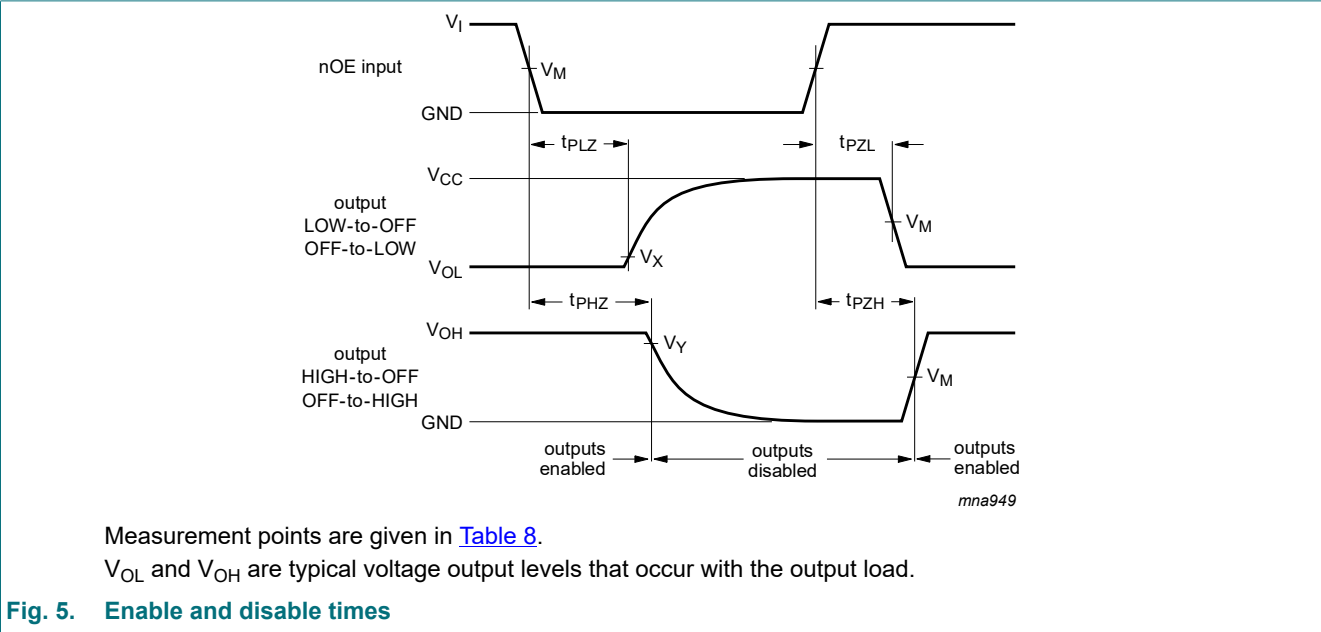 VI
nOE input
VM
GND
tPLZ
tPZL
VCC
output
LOW-to-OFF
OFF-to-LOW
VM
VX
VOL
tPHZ
tPZH
VOH
VY
output
HIGH-to-OFF
OFF-to-HIGH
VM
GND
outputs
enabled
outputs
disabled
outputs
enabled
mna949
Measurement points are given in Table 8.
VOL and VOH are typical voltage output levels that occur with the output load.
Fig. 5. Enable and disable times